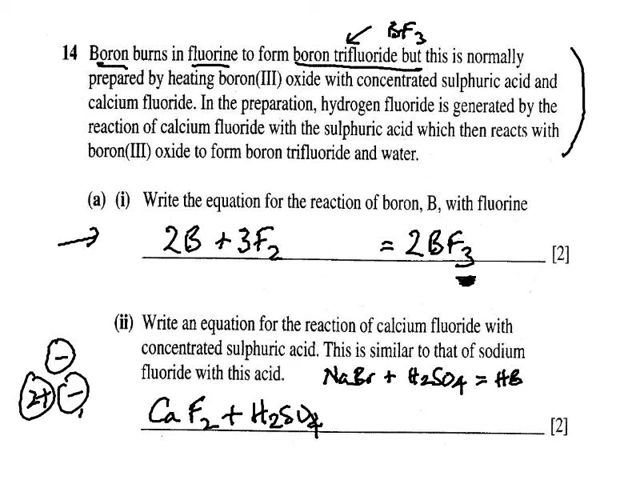 BF3
14 Boron burns in fluorine to form boron trifluoride but this is normally
prepared by heating boron(III) oxide with concentrated sulphuric acid and
calcium fluoride. In the preparation, hydrogen fluoride is generated by the
reaction of calcium fluoride with the sulphuric acid which then reacts with
boron(III) oxide to form boron trifluoride and water.
(a) (i) Write the equation for the reaction of boron, B, with fluorine
→ 2B + 3F2 = 2BF3 [2]
(ii) Write an equation for the reaction of calcium fluoride with
concentrated sulphuric acid. This is similar to that of sodium
fluoride with this acid. NaBr + H2SO4 = HB
−
2+ −
CaF2 + H2SO4 [2]